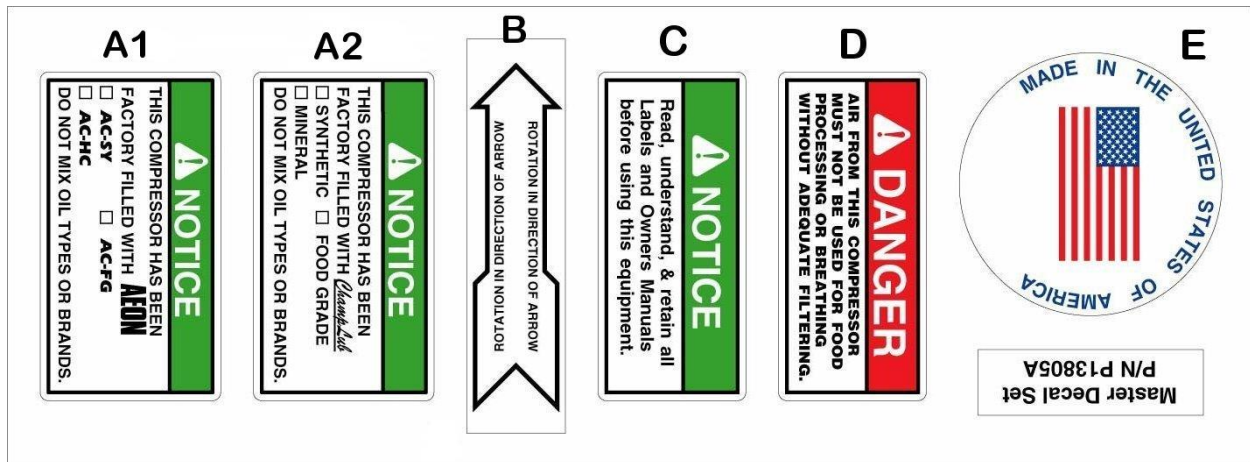 A1
NOTICE
THIS COMPRESSOR HAS BEEN
FACTORY FILLED WITH AEON
AC-SY AC-FG
AC-HC
DO NOT MIX OIL TYPES OR BRANDS.
A2
NOTICE
THIS COMPRESSOR HAS BEEN
FACTORY FILLED WITH ChampLub
SYNTHETIC FOOD GRADE
MINERAL
DO NOT MIX OIL TYPES OR BRANDS.
B
ROTATION IN DIRECTION OF ARROW
ROTATION IN DIRECTION OF ARROW
C
NOTICE
Read, understand, & retain all
Labels and Owners Manuals
before using this equipment.
D
DANGER
AIR FROM THIS COMPRESSOR
MUST NOT BE USED FOR FOOD
PROCESSING OR BREATHING
WITHOUT ADEQUATE FILTERING.
E
MADE IN THE UNITED STATES OF AMERICA
Master Decal Set
P/N P13805A